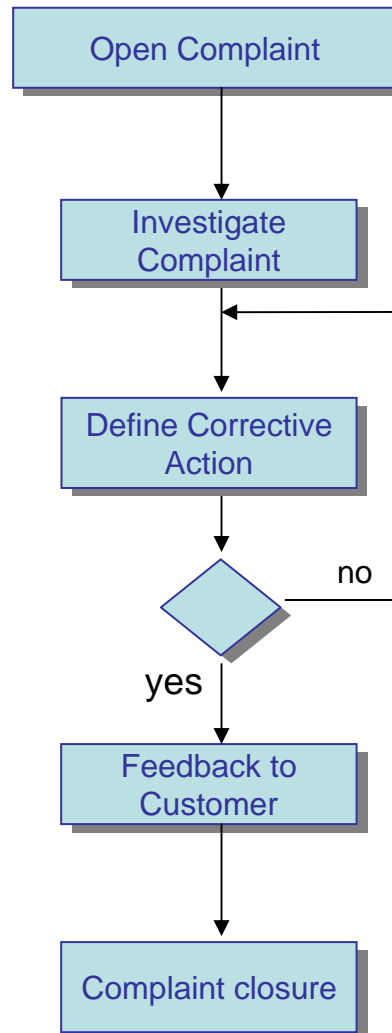 Open Complaint
Investigate
Complaint
Define Corrective
Action
no
yes
Feedback to
Customer
Complaint closure